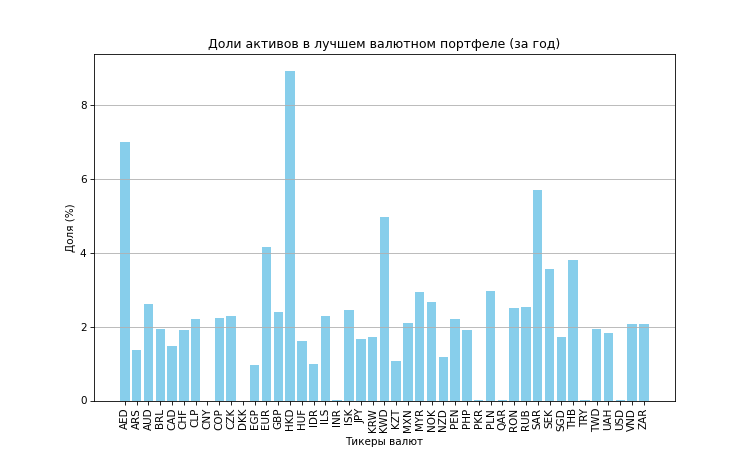 Доли активов в лучшем валютном портфеле (за год)
Доля (%)
8
6
4
2
0
AED ARS AUD BRL CAD CHF CLP CNY COP CZK DKK EGP EUR GBP HKD HUF IDR ILS INR ISK JPY KRW KWD KZT MXN MYR NOK NZD PEN PHP PKR PLN QAR RON RUB SAR SEK SGD THB TRY TWD UAH USD VND ZAR
Тикеры валют